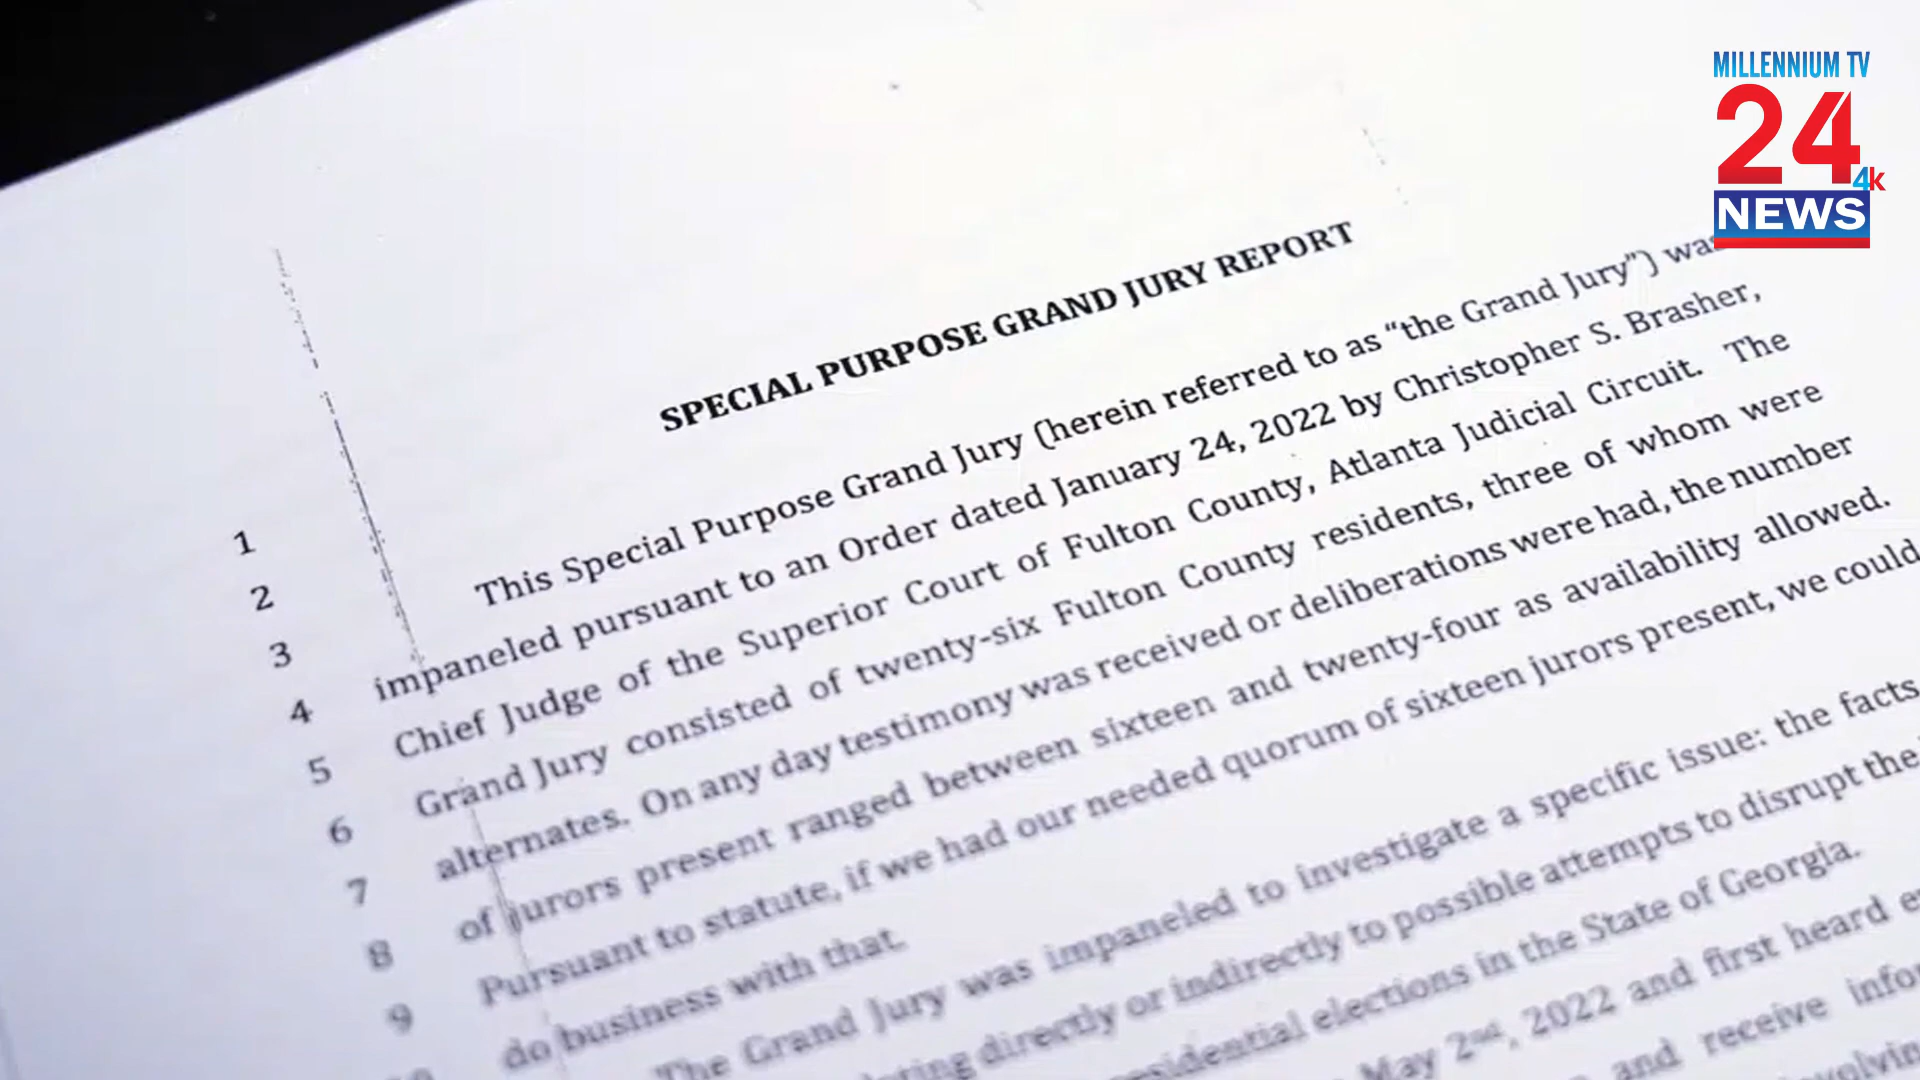 MILLENNIUM TV
24
4k
NEWS
SPECIAL PURPOSE GRAND JURY REPORT
1 This Special Purpose Grand Jury (herein referred to as “the Grand Jury”) was
2 impaneled pursuant to an Order dated January 24, 2022 by Christopher S. Brasher,
3 Chief Judge of the Superior Court of Fulton County, Atlanta Judicial Circuit. The
4 Grand Jury consisted of twenty-six Fulton County residents, three of whom were
5 alternates. On any day testimony was received or deliberations were had, the number
6 of jurors present ranged between sixteen and twenty-four as availability allowed.
7 Pursuant to statute, if we had our needed quorum of sixteen jurors present, we could
8 do business with that.
9 The Grand Jury was impaneled to investigate a specific issue: the facts
directly or indirectly to possible attempts to disrupt the
elections in the State of Georgia.
May 2nd, 2022 and first heard
and receive